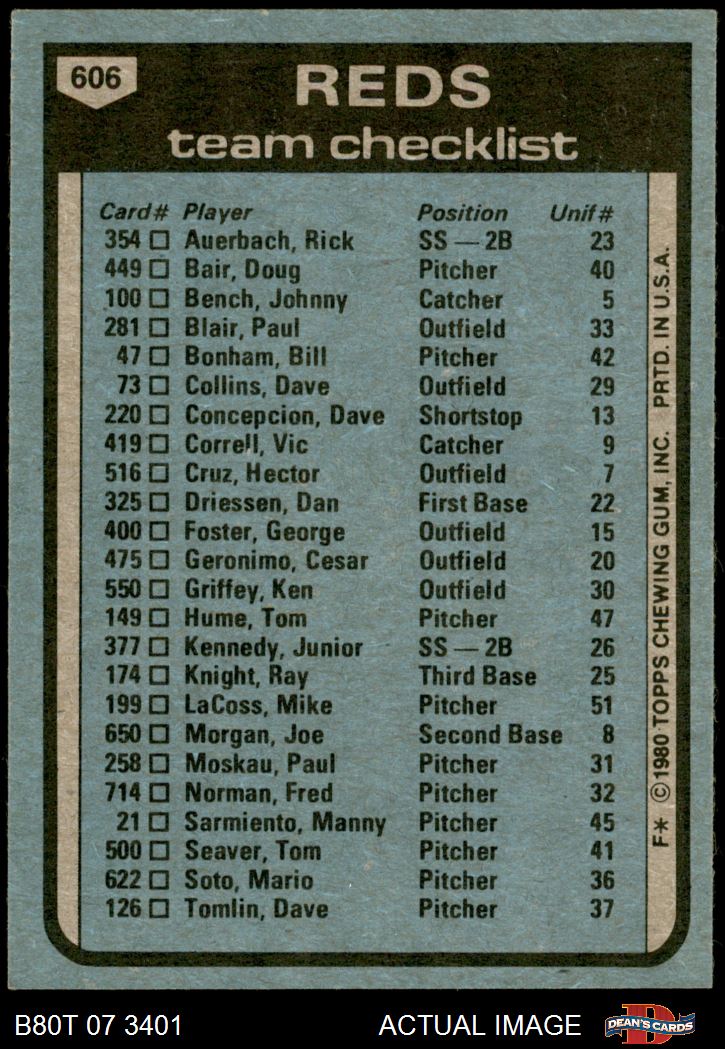 606
REDS
team checklist
Card# Player Position Unif#
354 Auerbach, Rick SS — 2B 23
449 Bair, Doug Pitcher 40
100 Bench, Johnny Catcher 5
281 Blair, Paul Outfield 33
47 Bonham, Bill Pitcher 42
73 Collins, Dave Outfield 29
220 Concepcion, Dave Shortstop 13
419 Correll, Vic Catcher 9
516 Cruz, Hector Outfield 7
325 Driessen, Dan First Base 22
400 Foster, George Outfield 15
475 Geronimo, Cesar Outfield 20
550 Griffey, Ken Outfield 30
149 Hume, Tom Pitcher 47
377 Kennedy, Junior SS — 2B 26
174 Knight, Ray Third Base 25
199 LaCoss, Mike Pitcher 51
650 Morgan, Joe Second Base 8
258 Moskau, Paul Pitcher 31
714 Norman, Fred Pitcher 32
21 Sarmiento, Manny Pitcher 45
500 Seaver, Tom Pitcher 41
622 Soto, Mario Pitcher 36
126 Tomlin, Dave Pitcher 37
F* © 1980 TOPPS CHEWING GUM, INC. PRTD. IN U.S.A.
B80T 07 3401 ACTUAL IMAGE
D
DEAN'S CARDS